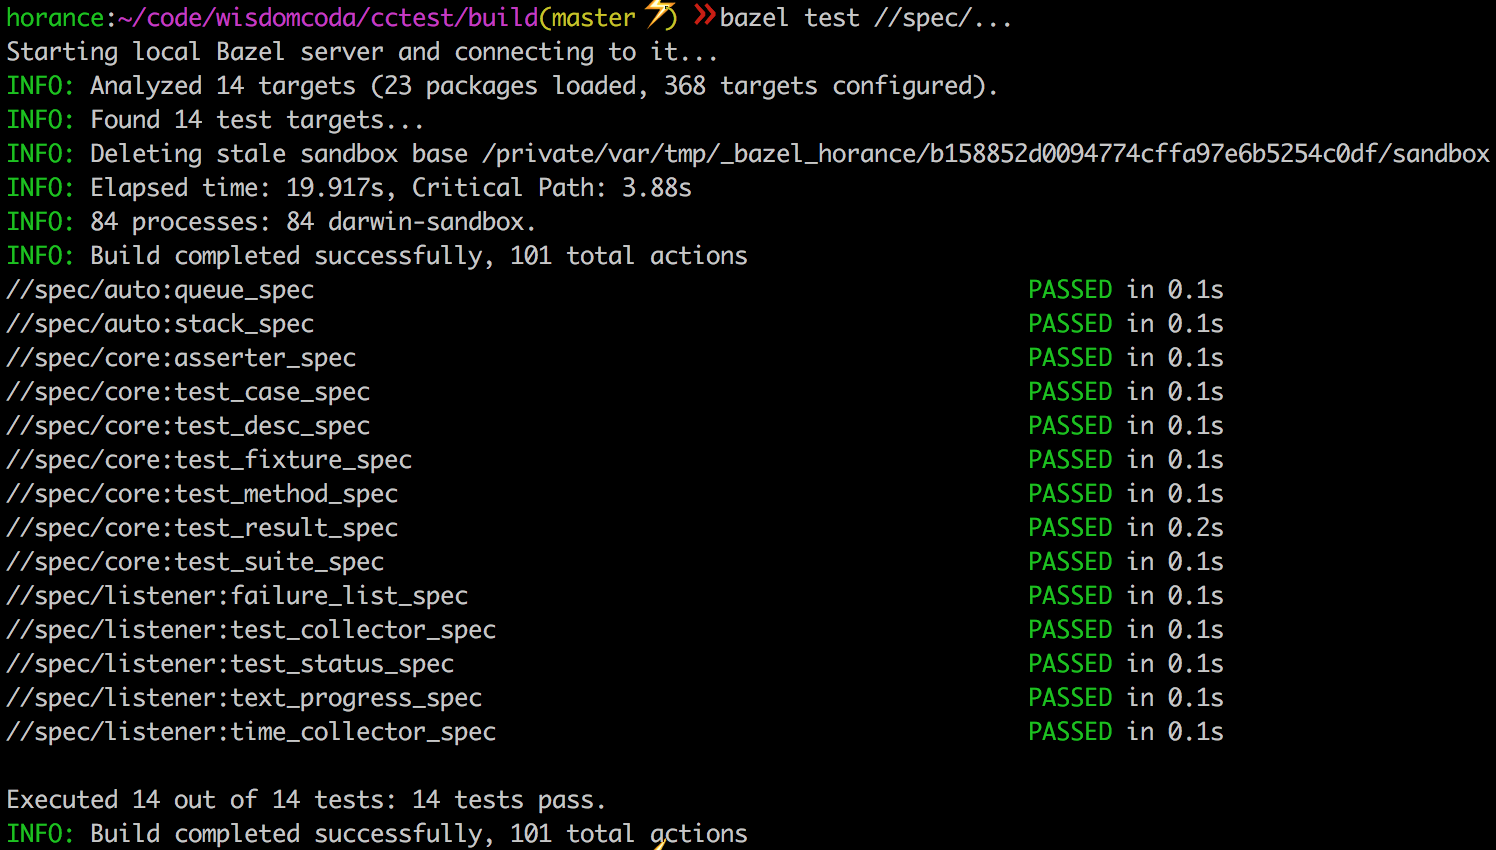 horance:~/code/wisdomcoda/cctest/build(master⚡) »bazel test //spec/...
Starting local Bazel server and connecting to it...
INFO: Analyzed 14 targets (23 packages loaded, 368 targets configured).
INFO: Found 14 test targets...
INFO: Deleting stale sandbox base /private/var/tmp/_bazel_horance/b158852d0094774cffa97e6b5254c0df/sandbox
INFO: Elapsed time: 19.917s, Critical Path: 3.88s
INFO: 84 processes: 84 darwin-sandbox.
INFO: Build completed successfully, 101 total actions
//spec/auto:queue_spec PASSED in 0.1s
//spec/auto:stack_spec PASSED in 0.1s
//spec/core:asserter_spec PASSED in 0.1s
//spec/core:test_case_spec PASSED in 0.1s
//spec/core:test_desc_spec PASSED in 0.1s
//spec/core:test_fixture_spec PASSED in 0.1s
//spec/core:test_method_spec PASSED in 0.1s
//spec/core:test_result_spec PASSED in 0.2s
//spec/core:test_suite_spec PASSED in 0.1s
//spec/listener:failure_list_spec PASSED in 0.1s
//spec/listener:test_collector_spec PASSED in 0.1s
//spec/listener:test_status_spec PASSED in 0.1s
//spec/listener:text_progress_spec PASSED in 0.1s
//spec/listener:time_collector_spec PASSED in 0.1s
Executed 14 out of 14 tests: 14 tests pass.
INFO: Build completed successfully, 101 total actions